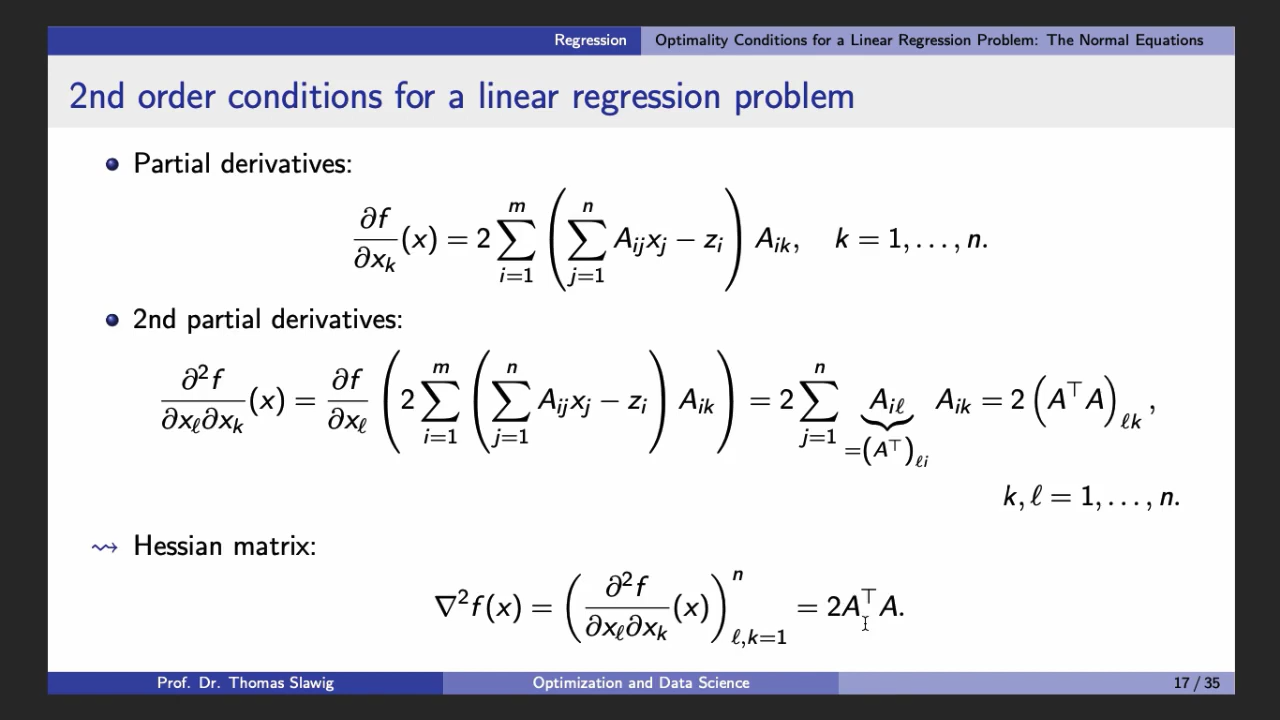 Regression Optimality Conditions for a Linear Regression Problem: The Normal Equations
2nd order conditions for a linear regression problem
• Partial derivatives:
∂f/∂xₖ (x) = 2 ∑_{i=1}^{m} ( ∑_{j=1}^{n} A_{ij}x_j − z_i ) A_{ik}, k = 1, . . . , n.
• 2nd partial derivatives:
∂²f/∂x_ℓ∂x_k (x) = ∂f/∂x_ℓ ( 2 ∑_{i=1}^{m} ( ∑_{j=1}^{n} A_{ij}x_j − z_i ) A_{ik} ) = 2 ∑_{j=1}^{n} A_{iℓ} [=(A^⊤)_{ℓi}] A_{ik} = 2 (A^⊤A)_{ℓk},
k, ℓ = 1, . . . , n.
⇝ Hessian matrix:
∇²f(x) = ( ∂²f/∂x_ℓ∂x_k (x) )_{ℓ,k=1}^{n} = 2A^⊤A.
Prof. Dr. Thomas Slawig Optimization and Data Science 17 / 35